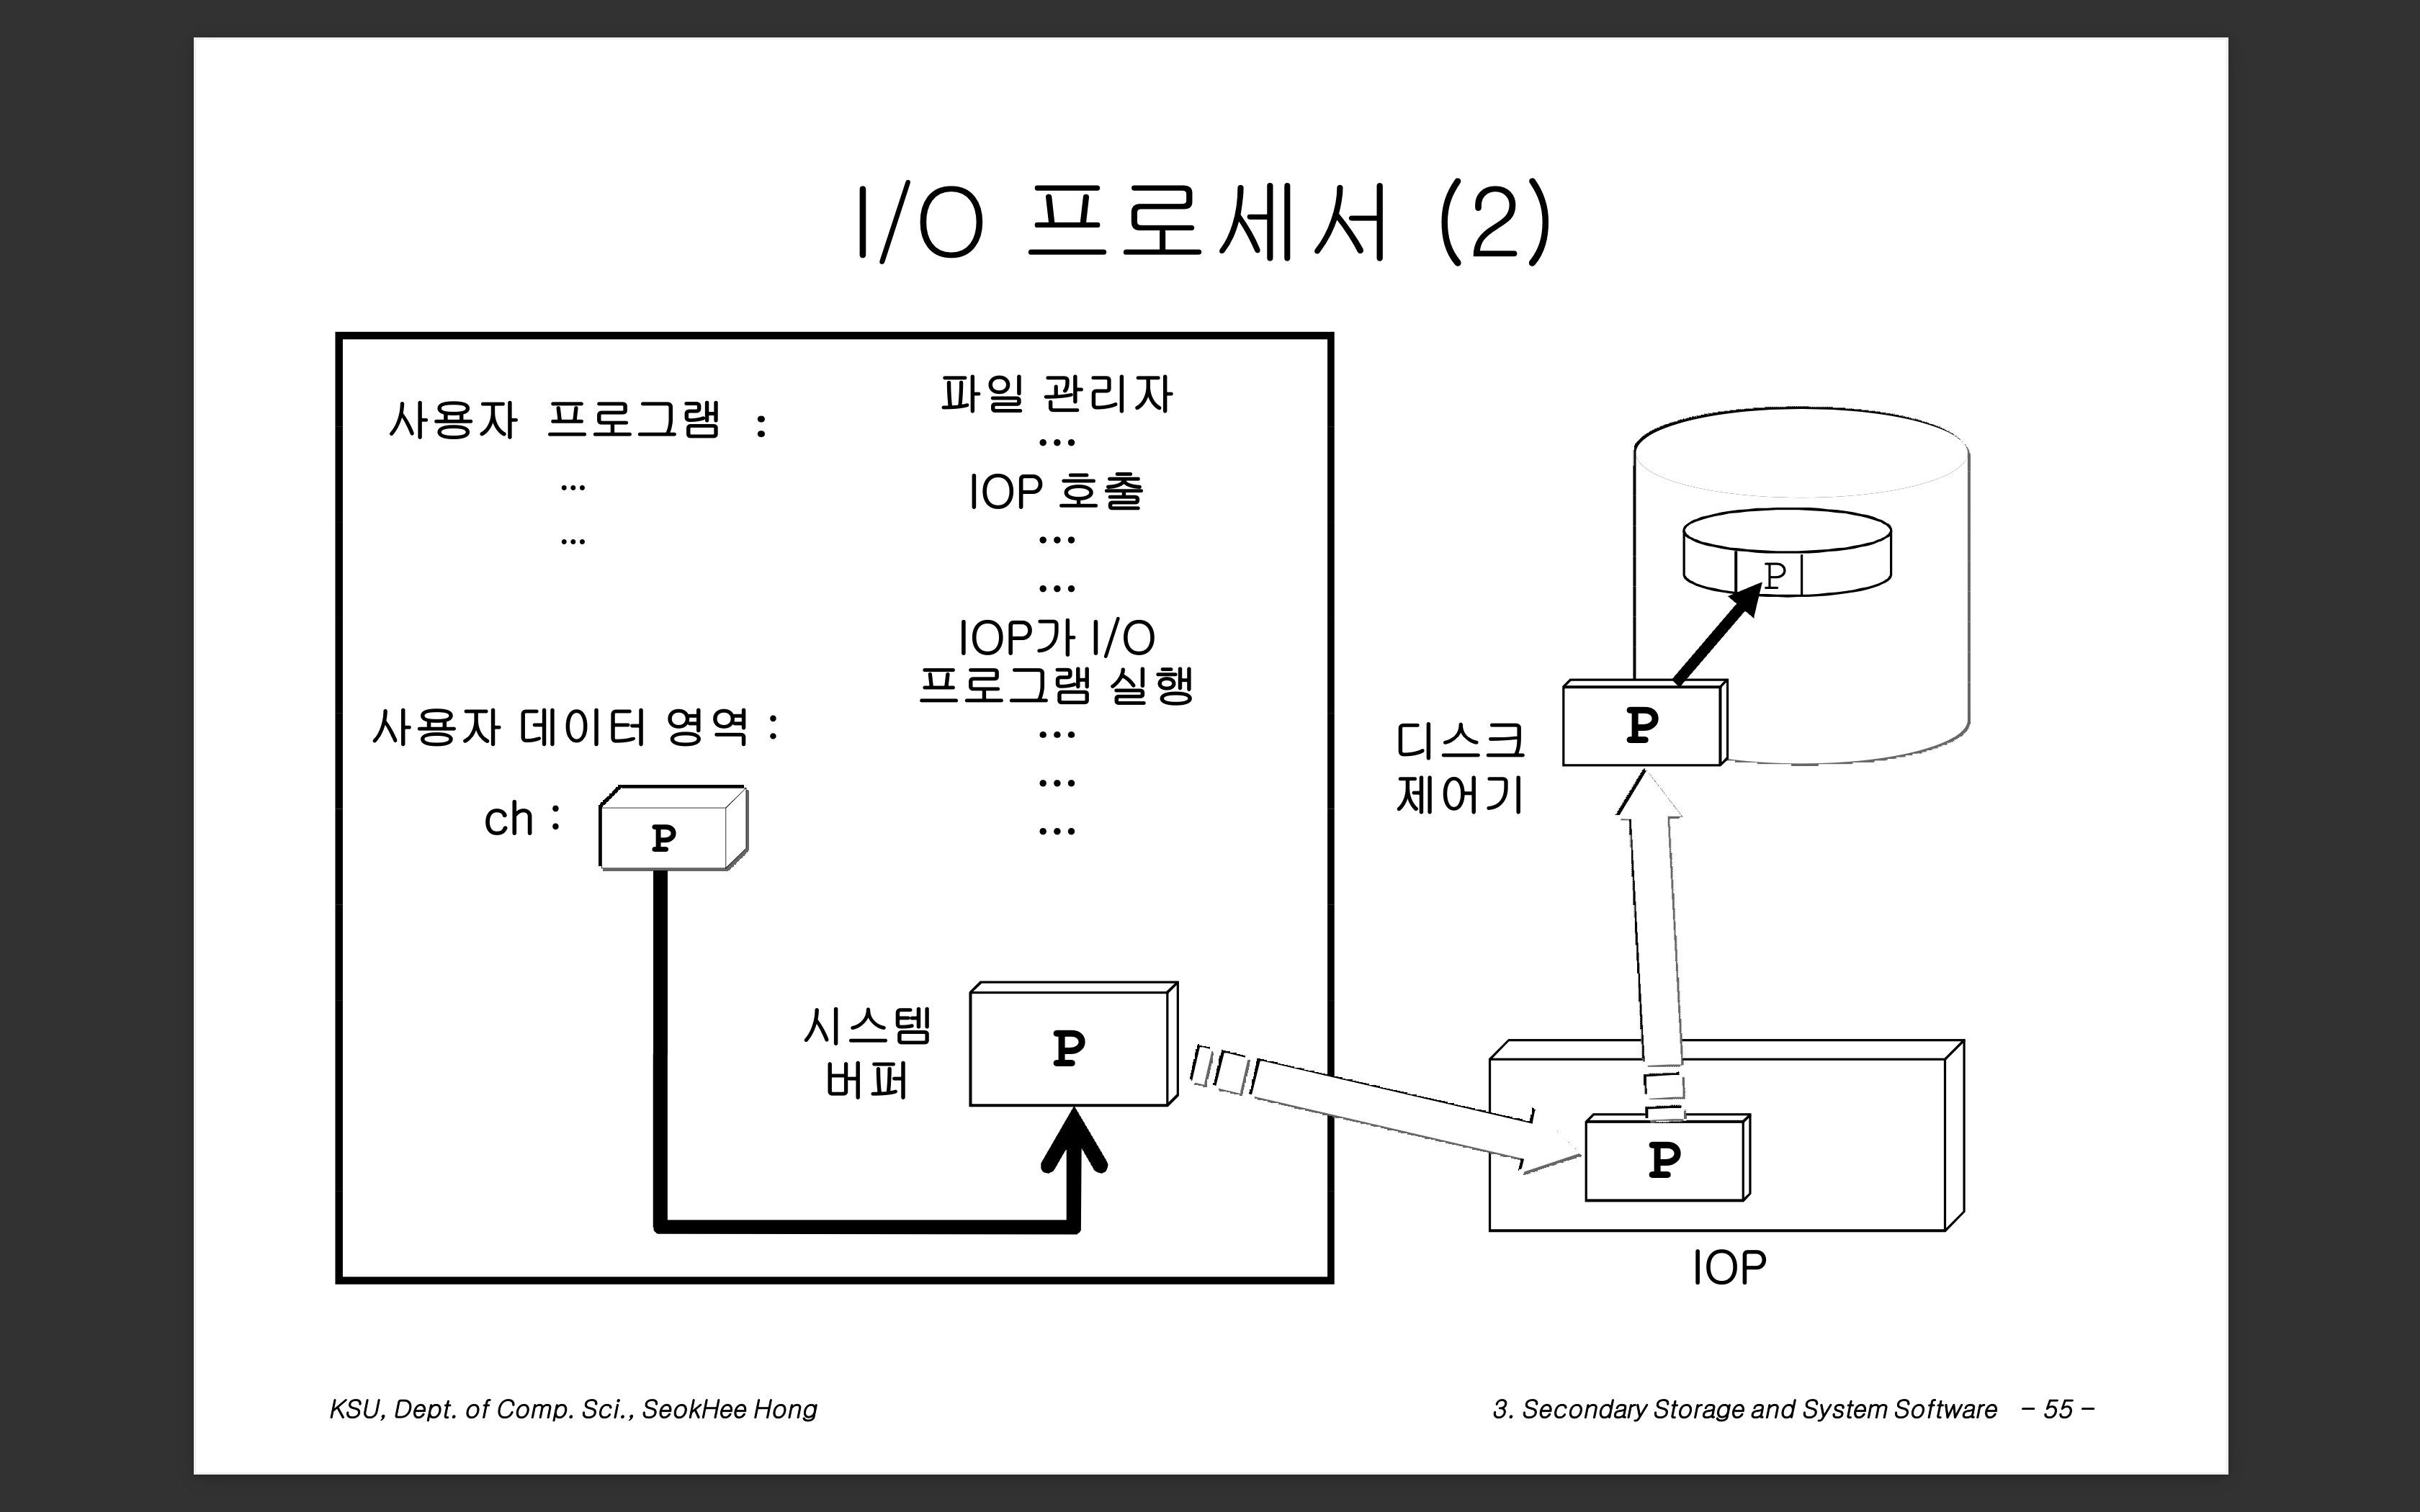 I/O 프로세서 (2)
사용자 프로그램 :
...
...
사용자 데이터 영역 :
ch :
P
파일 관리자
...
IOP 호출
...
...
IOP가 I/O
프로그램 실행
...
...
...
시스템
버퍼
P
P
디스크
제어기
P
P
IOP
KSU, Dept. of Comp. Sci., SeokHee Hong
3. Secondary Storage and System Software - 55 -